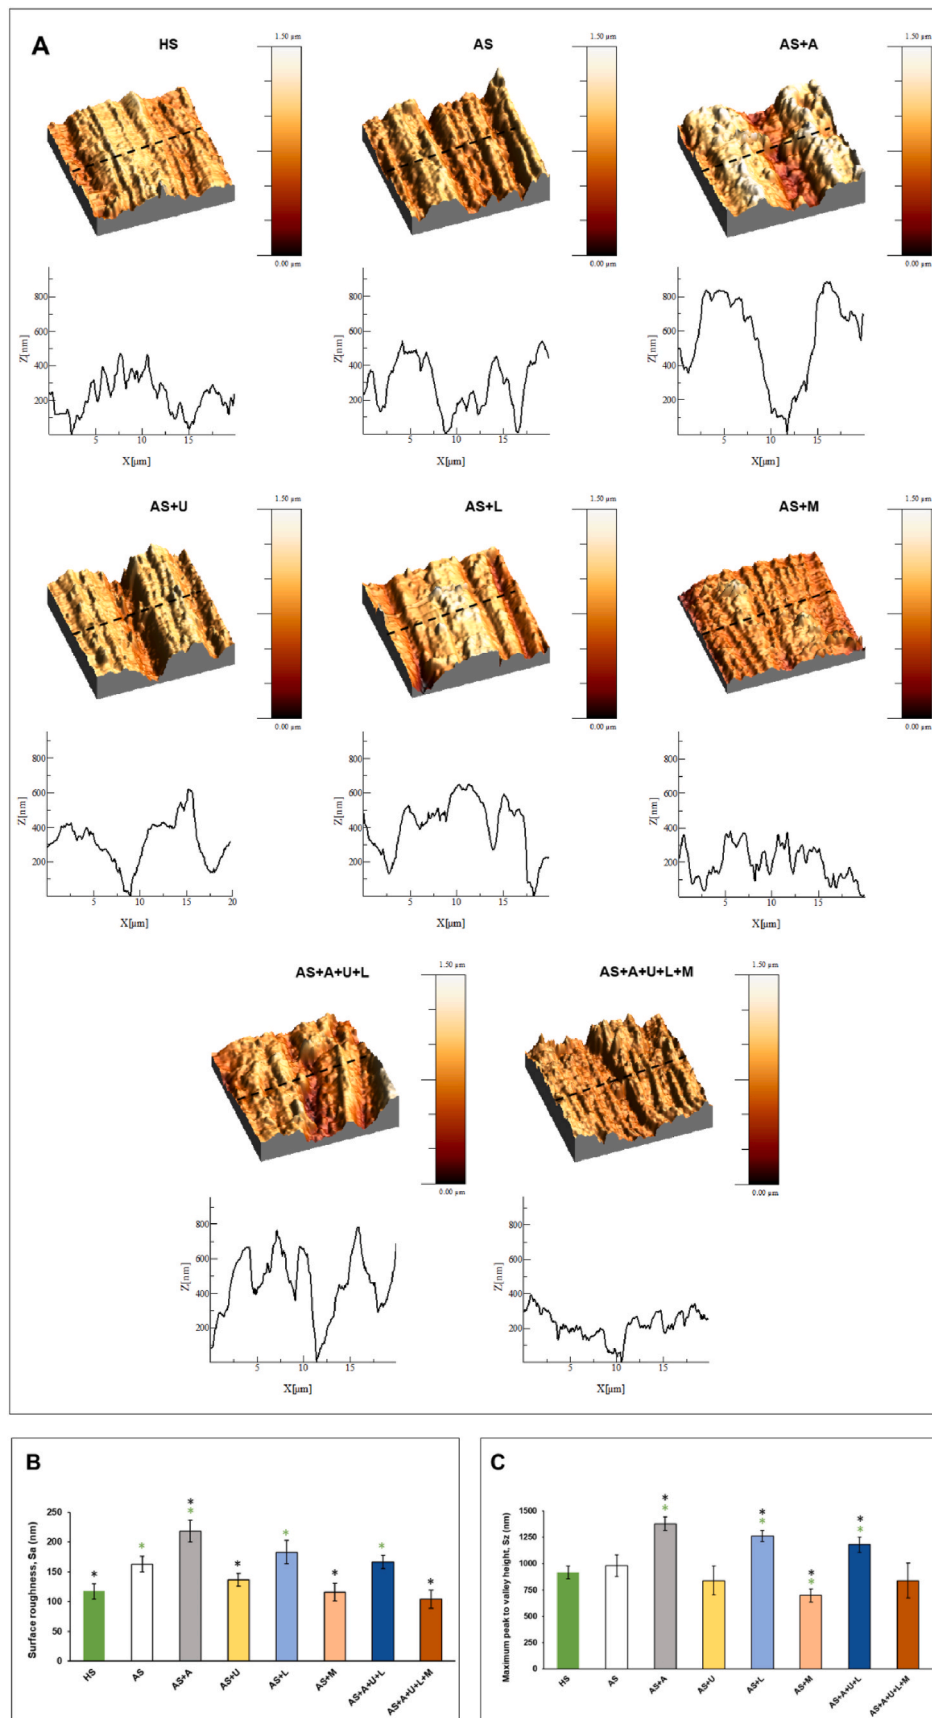 A
HS
AS
AS+A
1.50 µm
1.50 µm
1.50 µm
0.00 µm
0.00 µm
0.00 µm
Z[nm]
800
600
400
200
5
10
15
X[µm]
Z[nm]
800
600
400
200
5
10
15
X[µm]
Z[nm]
800
600
400
200
5
10
15
X[µm]
AS+U
AS+L
AS+M
1.50 µm
1.50 µm
1.50 µm
0.00 µm
0.00 µm
0.00 µm
Z[nm]
800
600
400
200
5
10
15
20
X[µm]
Z[nm]
800
600
400
200
5
10
15
X[µm]
Z[nm]
800
600
400
200
5
10
15
X[µm]
AS+A+U+L
AS+A+U+L+M
1.50 µm
1.50 µm
0.00 µm
0.00 µm
Z[nm]
800
600
400
200
5
10
15
X[µm]
Z[nm]
800
600
400
200
5
10
15
X[µm]
B
Surface roughness, Sa (nm)
250
200
150
100
50
0
* * * * * * * * *
HS
AS
AS+A
AS+U
AS+L
AS+M
AS+A+U+L
AS+A+U+L+M
C
Maximum peak to valley height, Sz (nm)
1500
1250
1000
750
500
250
0
* * * * * * * *
HS
AS
AS+A
AS+U
AS+L
AS+M
AS+A+U+L
AS+A+U+L+M